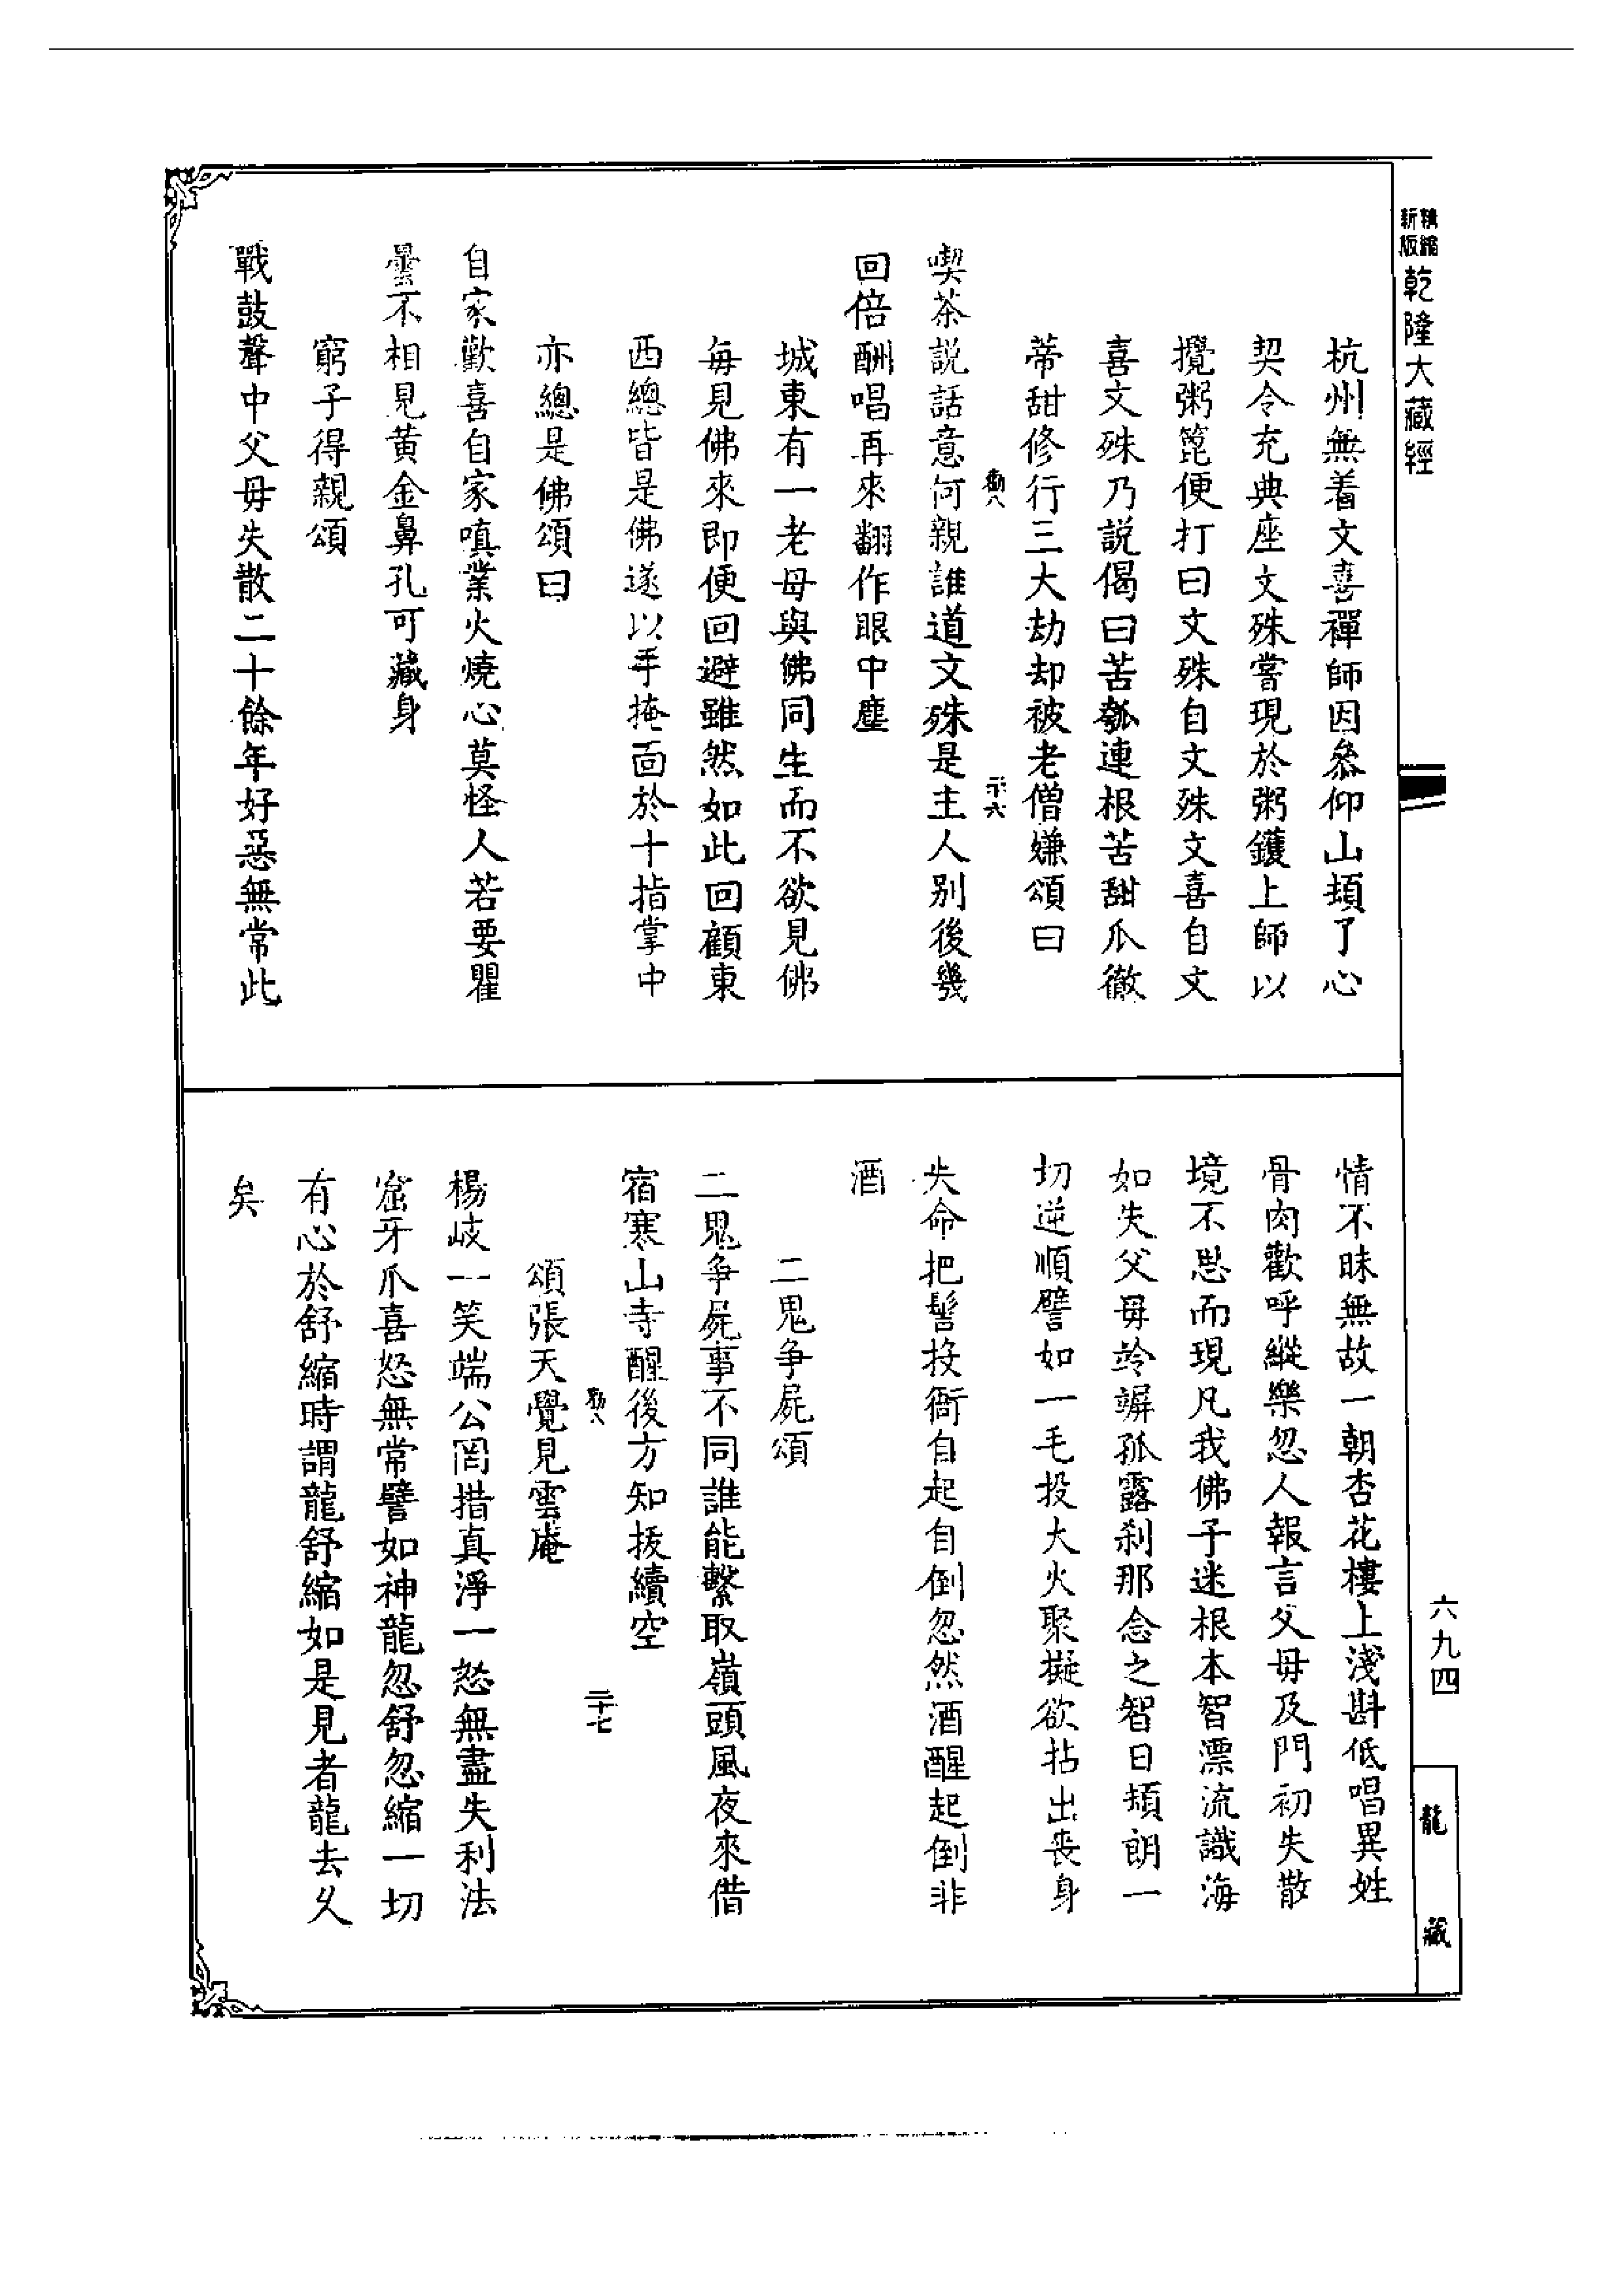 精縮新版乾隆大藏經
杭州無着文喜禪師因叅仰山頓了心
契令充典座文殊嘗現於粥鑊上師以
攪粥篦便打曰文殊自文殊文喜自文
喜文殊乃説偈曰苦瓠連根苦甜瓜徹
蒂甜修行三大劫却被老僧嫌頌曰
喫茶説話意何親誰道文殊是主人别後幾
回倍酬唱再來翻作眼中塵
城東有一老母與佛同生而不欲見佛
毎見佛來即便回避雖然如此回顧東
西總皆是佛遂以手掩面於十指掌中
亦總是佛頌曰
自家歡喜自家嗔業火燒心莫怪人若要瞿
曇不相見黄金鼻孔可藏身
窮子得親頌
戰鼓聲中父母失散二十餘年好惡無常此
情不昧無故一朝杏花樓上淺斟低唱異姓
骨肉歡呼縱樂忽人報言父母及門初失散
境不思而現凡我佛子迷根本智漂流識海
如失父毋竛竮孤露刹那念之智日頓朗一
切逆順譬如一毛投大火聚擬欲拈出喪身
失命把髻投衙自起自倒忽然酒醒起倒非
酒
二鬼争屍頌
二鬼争屍事不同誰能繫取嶺頭風夜來借
宿寒山寺醒後方知拔續空
頌張天覺見雲庵
楊岐一笑端公罔措真淨一怒無盡失利法
窟牙爪喜怒無常譬如神龍忽舒忽縮一切
有心於舒縮時謂龍舒縮如是見者龍去久
矣
六九四
龍藏